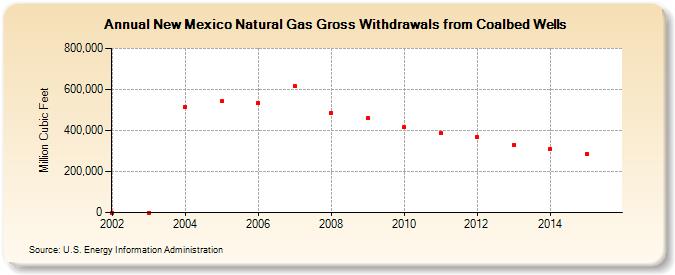 Annual New Mexico Natural Gas Gross Withdrawals from Coalbed Wells
Million Cubic Feet
800,000
600,000
400,000
200,000
0
2002 2004 2006 2008 2010 2012 2014
Source: U.S. Energy Information Administration